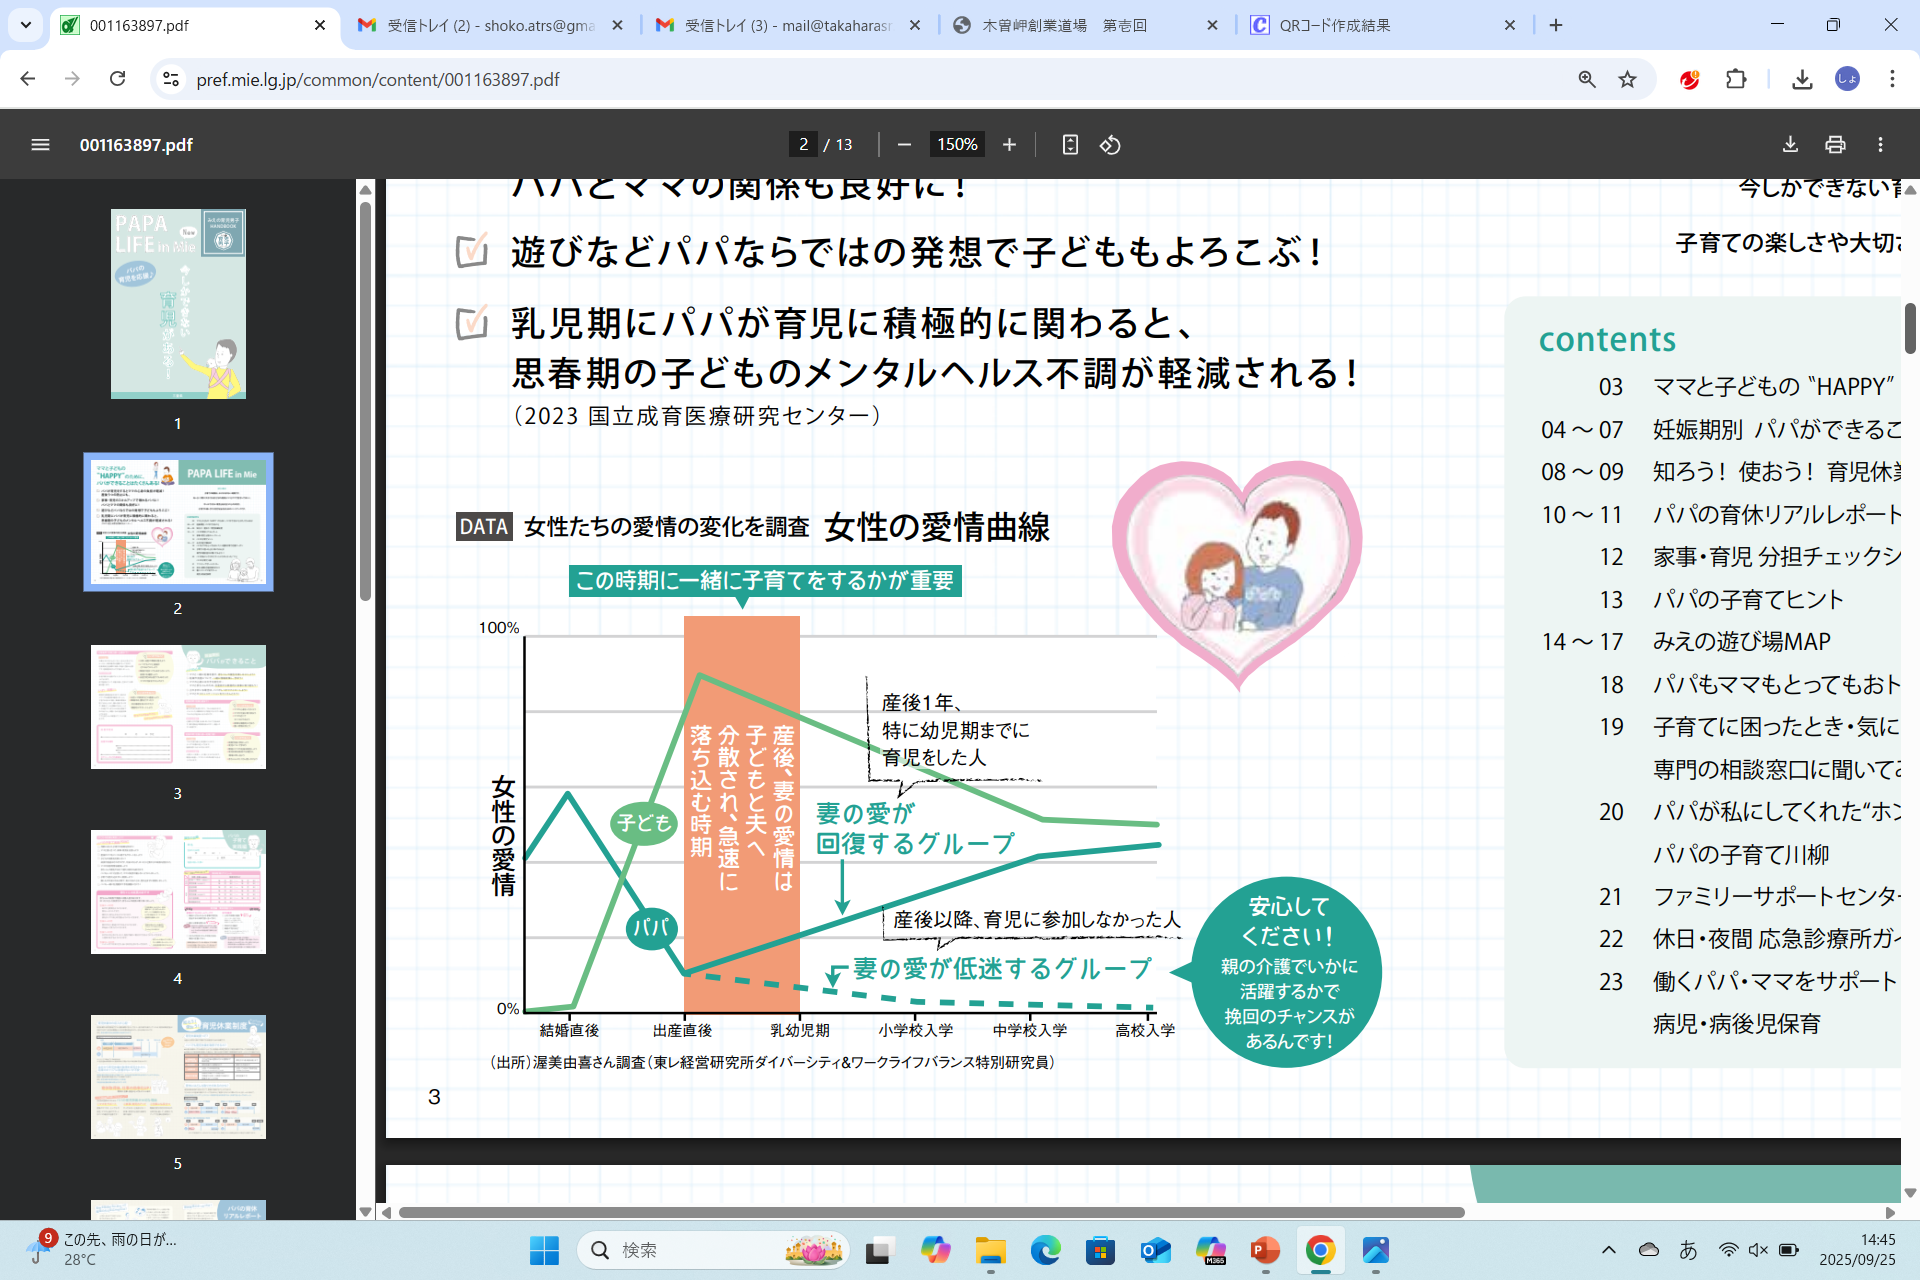 001163897.pdf
受信トレイ (2) - shoko.atrs@gma
受信トレイ (3) - mail@takaharasr
木曽岬創業道場　第壱回
QRコード作成結果
pref.mie.lg.jp/common/content/001163897.pdf
しょ
001163897.pdf
2 / 13
150%
PAPA
LIFE in Mie
New
1
PAPA LIFE in Mie
2
3
4
5
パパとママの関係も良好に！
遊びなどパパならではの発想で子どももよろこぶ！
乳児期にパパが育児に積極的に関わると、
思春期の子どものメンタルヘルス不調が軽減される！
（2023 国立成育医療研究センター）
DATA 女性たちの愛情の変化を調査 女性の愛情曲線
この時期に一緒に子育てをするかが重要
100%
0%
女性の愛情
子ども
パパ
産後、妻の愛情は
子どもと夫へ
分散され、急速に
落ち込む時期
産後1年、
特に幼児期までに
育児をした人
妻の愛が
回復するグループ
産後以降、育児に参加しなかった人
妻の愛が低迷するグループ
安心して
ください！
親の介護でいかに
活躍するかで
挽回のチャンスが
あるんです！
結婚直後
出産直後
乳幼児期
小学校入学
中学校入学
高校入学
（出所）渥美由喜さん調査（東レ経営研究所ダイバーシティ&ワークライフバランス特別研究員）
3
今しかできない
子育ての楽しさや大切
contents
03 ママと子どもの〝HAPPY”
04 〜 07 妊娠期別 パパができるこ
08 〜 09 知ろう！ 使おう！ 育児休
10 〜 11 パパの育休リアルレポート
12 家事・育児 分担チェックシ
13 パパの子育てヒント
14 〜 17 みえの遊び場MAP
18 パパもママもとってもおト
19 子育てに困ったとき・気に
専門の相談窓口に聞いてみ
20 パパが私にしてくれた“ホン
パパの子育て川柳
21 ファミリーサポートセンター
22 休日・夜間 応急診療所ガイ
23 働くパパ・ママをサポート
病児・病後児保育
9
この先、雨の日が...
28°C
検索
M365
あ
14:45
2025/09/25